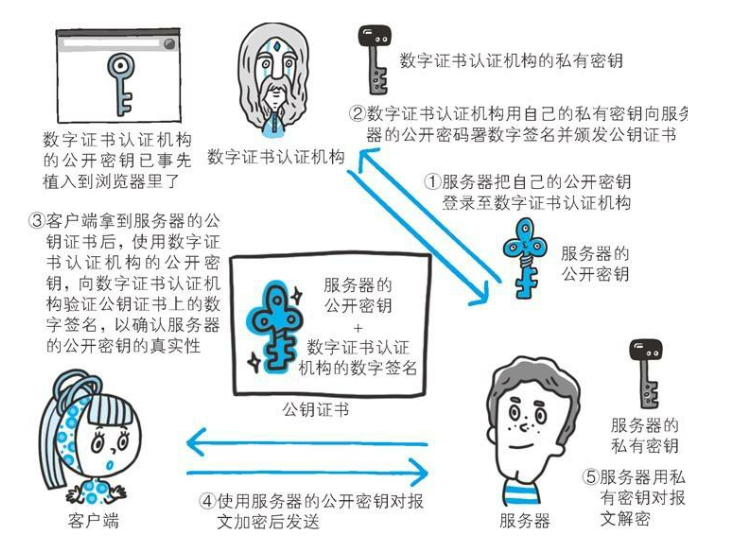 数字证书认证机构
的公开密钥已事先
植入到浏览器里了
数字证书认证机构
数字证书认证机构的私有密钥
②数字证书认证机构用自己的私有密钥向服务
器的公开密码署数字签名并颁发公钥证书
①服务器把自己的公开密钥
登录至数字证书认证机构
服务器的
公开密钥
③客户端拿到服务器的公
钥证书后，使用数字证
书认证机构的公开密
钥，向数字证书认证机
构验证公钥证书上的数
字签名，以确认服务器
的公开密钥的真实性
服务器的
公开密钥
+
数字证书认证
机构的数字签名
公钥证书
服务器的
私有密钥
⑤服务器用私
有密钥对报
文解密
④使用服务器的公开密钥对报
文加密后发送
客户端
服务器